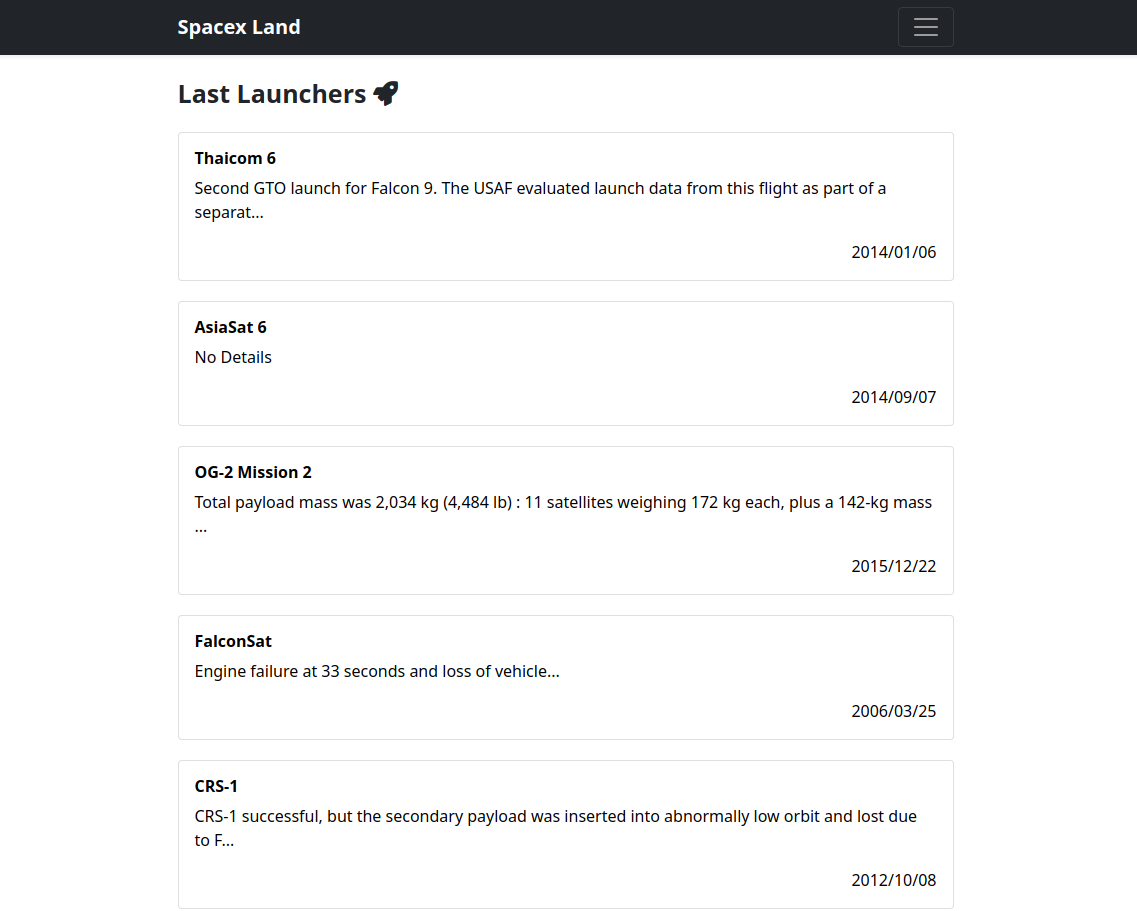 Spacex Land
Last Launchers
Thaicom 6
Second GTO launch for Falcon 9. The USAF evaluated launch data from this flight as part of a
separat...
2014/01/06
AsiaSat 6
No Details
2014/09/07
OG-2 Mission 2
Total payload mass was 2,034 kg (4,484 lb) : 11 satellites weighing 172 kg each, plus a 142-kg mass
...
2015/12/22
FalconSat
Engine failure at 33 seconds and loss of vehicle...
2006/03/25
CRS-1
CRS-1 successful, but the secondary payload was inserted into abnormally low orbit and lost due
to F...
2012/10/08